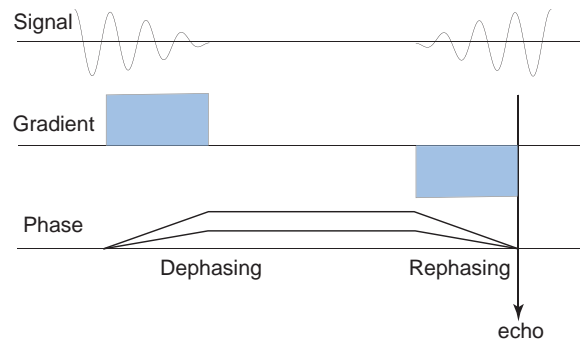 Signal
Gradient
Phase
Dephasing Rephasing
echo